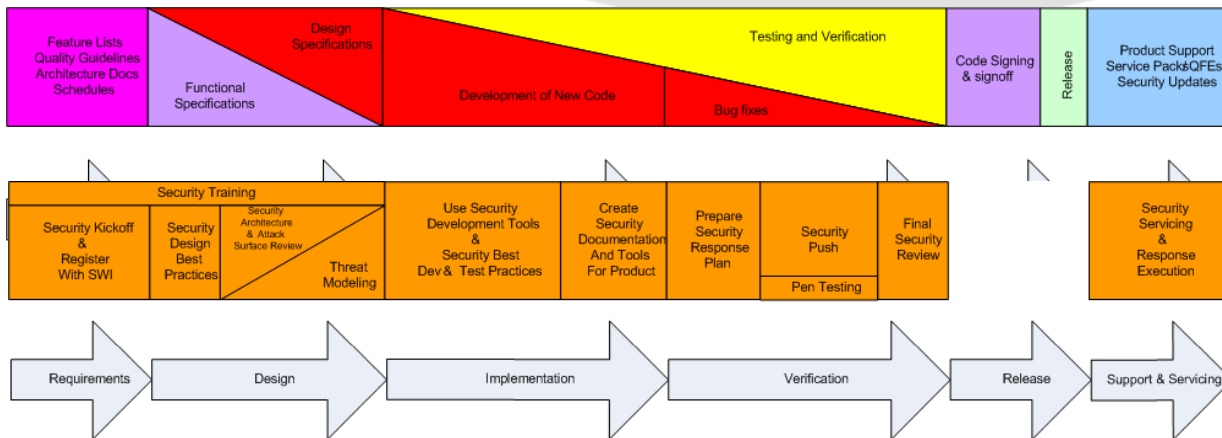 Feature Lists
Quality Guidelines
Architecture Docs
Schedules
Functional
Specifications
Design
Specifications
Development of New Code
Testing and Verification
Bug fixes
Code Signing
& signoff
Release
Product Support
Service Packs/QFEs
Security Updates
Security Training
Security Kickoff
&
Register
With SWI
Security
Design
Best
Practices
Security
Architecture
& Attack
Surface Review
Threat
Modeling
Use Security
Development Tools
&
Security Best
Dev & Test Practices
Create
Security
Documentation
And Tools
For Product
Prepare
Security
Response
Plan
Security
Push
Pen Testing
Final
Security
Review
Security
Servicing
&
Response
Execution
Requirements
Design
Implementation
Verification
Release
Support & Servicing